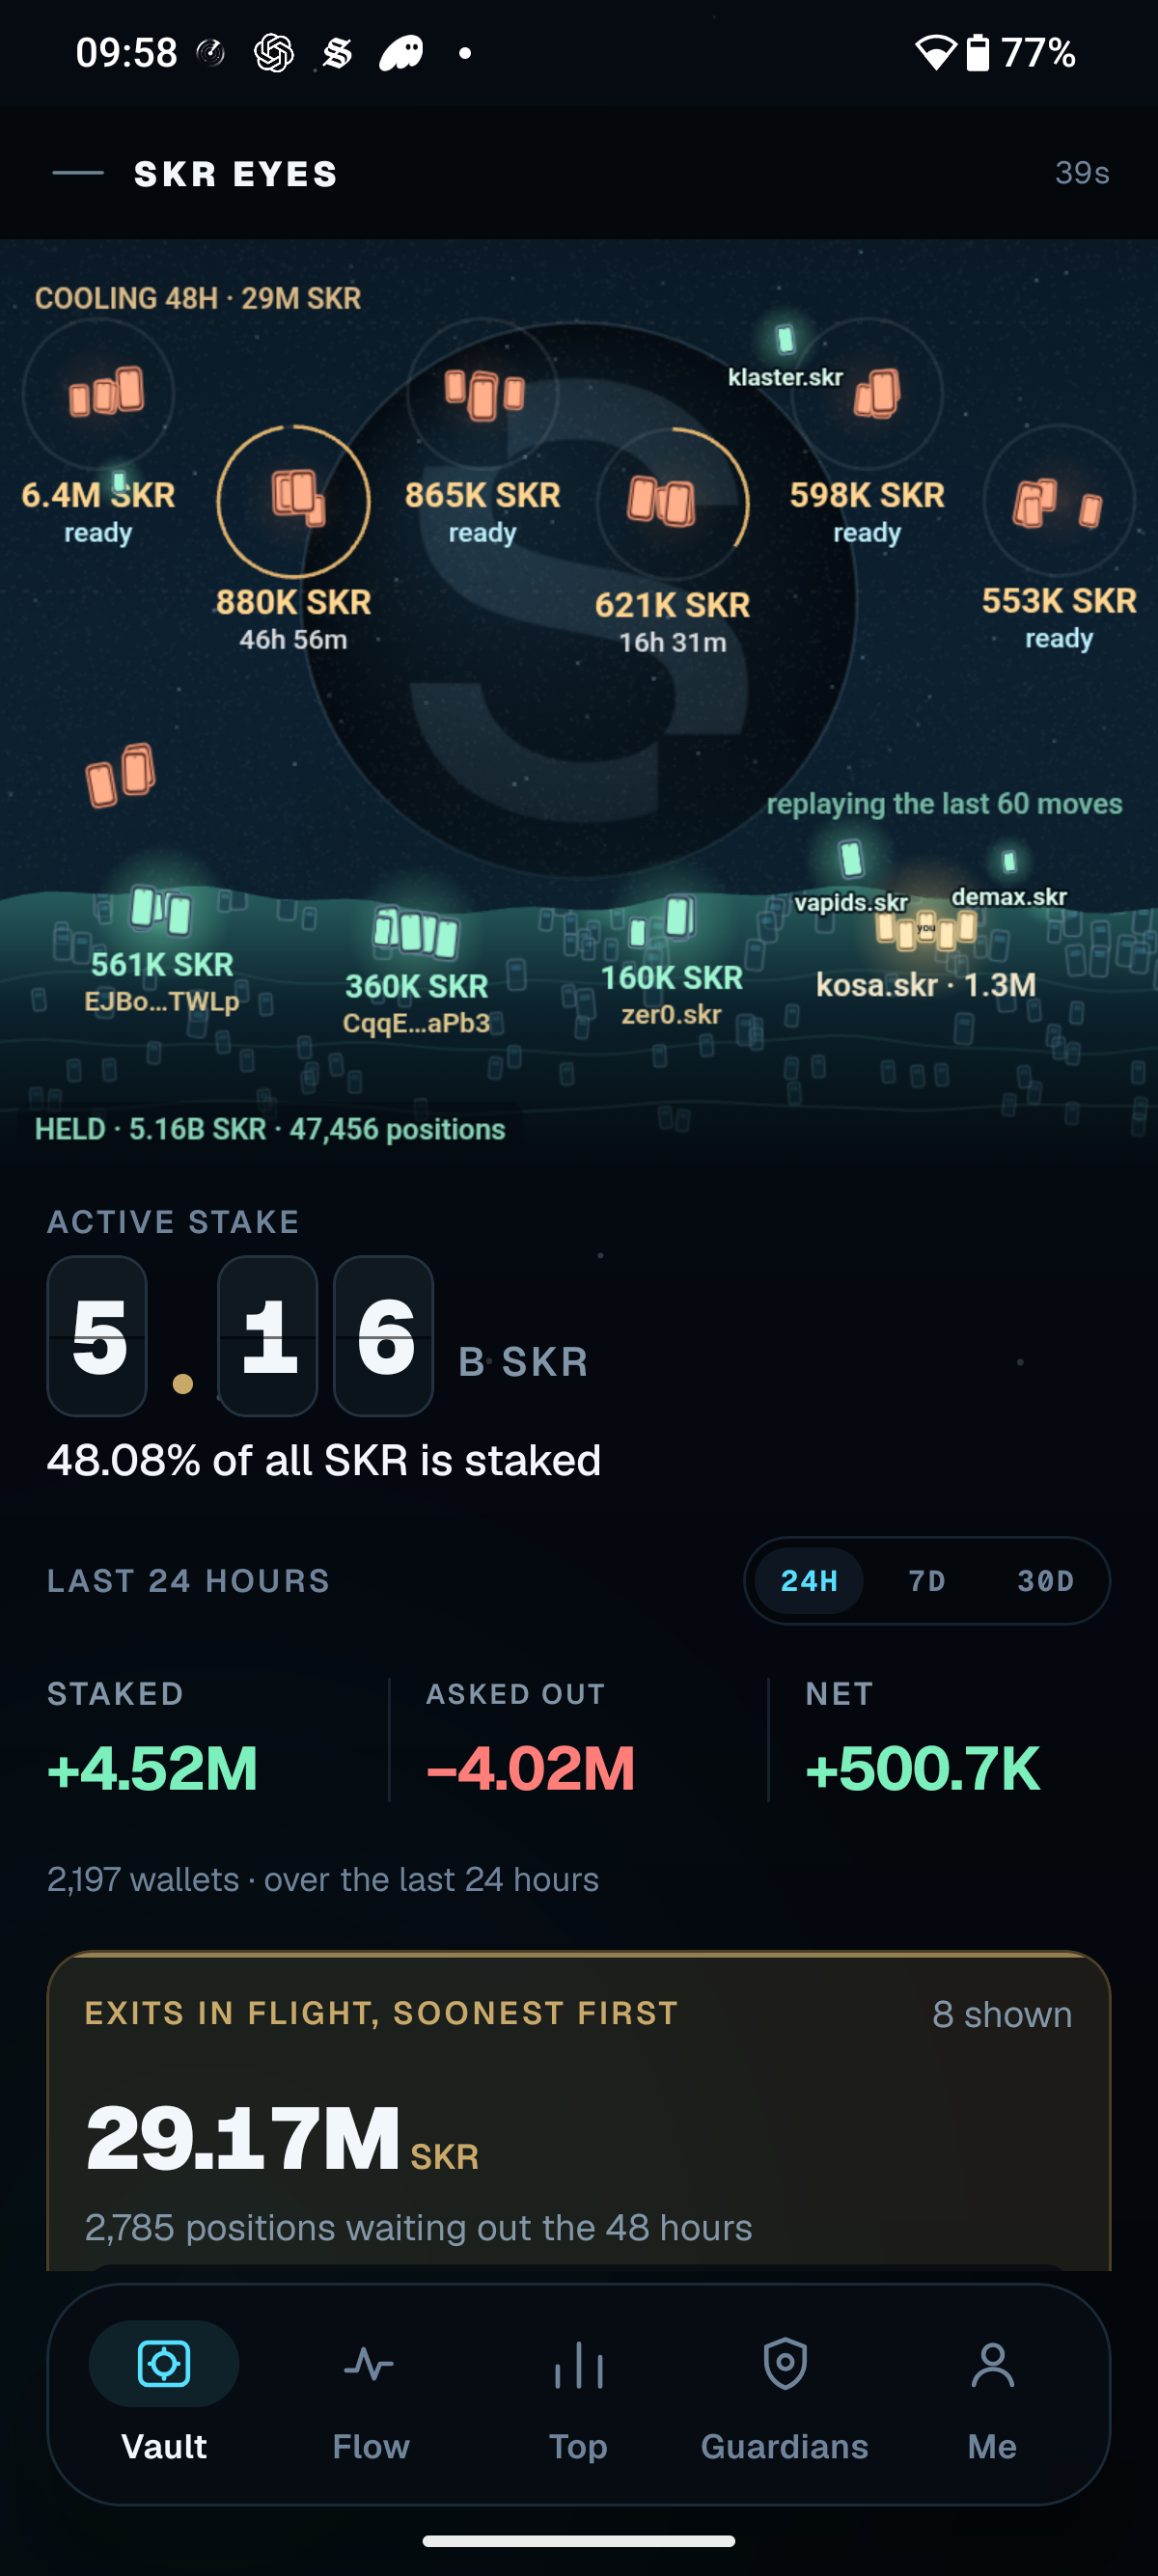 09:58
77%
SKR EYES
39s
COOLING 48H · 29M SKR
klaster.skr
6.4M SKR
ready
865K SKR
ready
598K SKR
ready
880K SKR
46h 56m
621K SKR
16h 31m
553K SKR
ready
replaying the last 60 moves
vapids.skr
demax.skr
you
561K SKR
EJBo...TWLp
360K SKR
CqqE...aPb3
160K SKR
zer0.skr
kosa.skr · 1.3M
HELD · 5.16B SKR · 47,456 positions
ACTIVE STAKE
5.16 B SKR
48.08% of all SKR is staked
LAST 24 HOURS
24H 7D 30D
STAKED
ASKED OUT
NET
+4.52M
−4.02M
+500.7K
2,197 wallets · over the last 24 hours
EXITS IN FLIGHT, SOONEST FIRST
8 shown
29.17M SKR
2,785 positions waiting out the 48 hours
Vault
Flow
Top
Guardians
Me